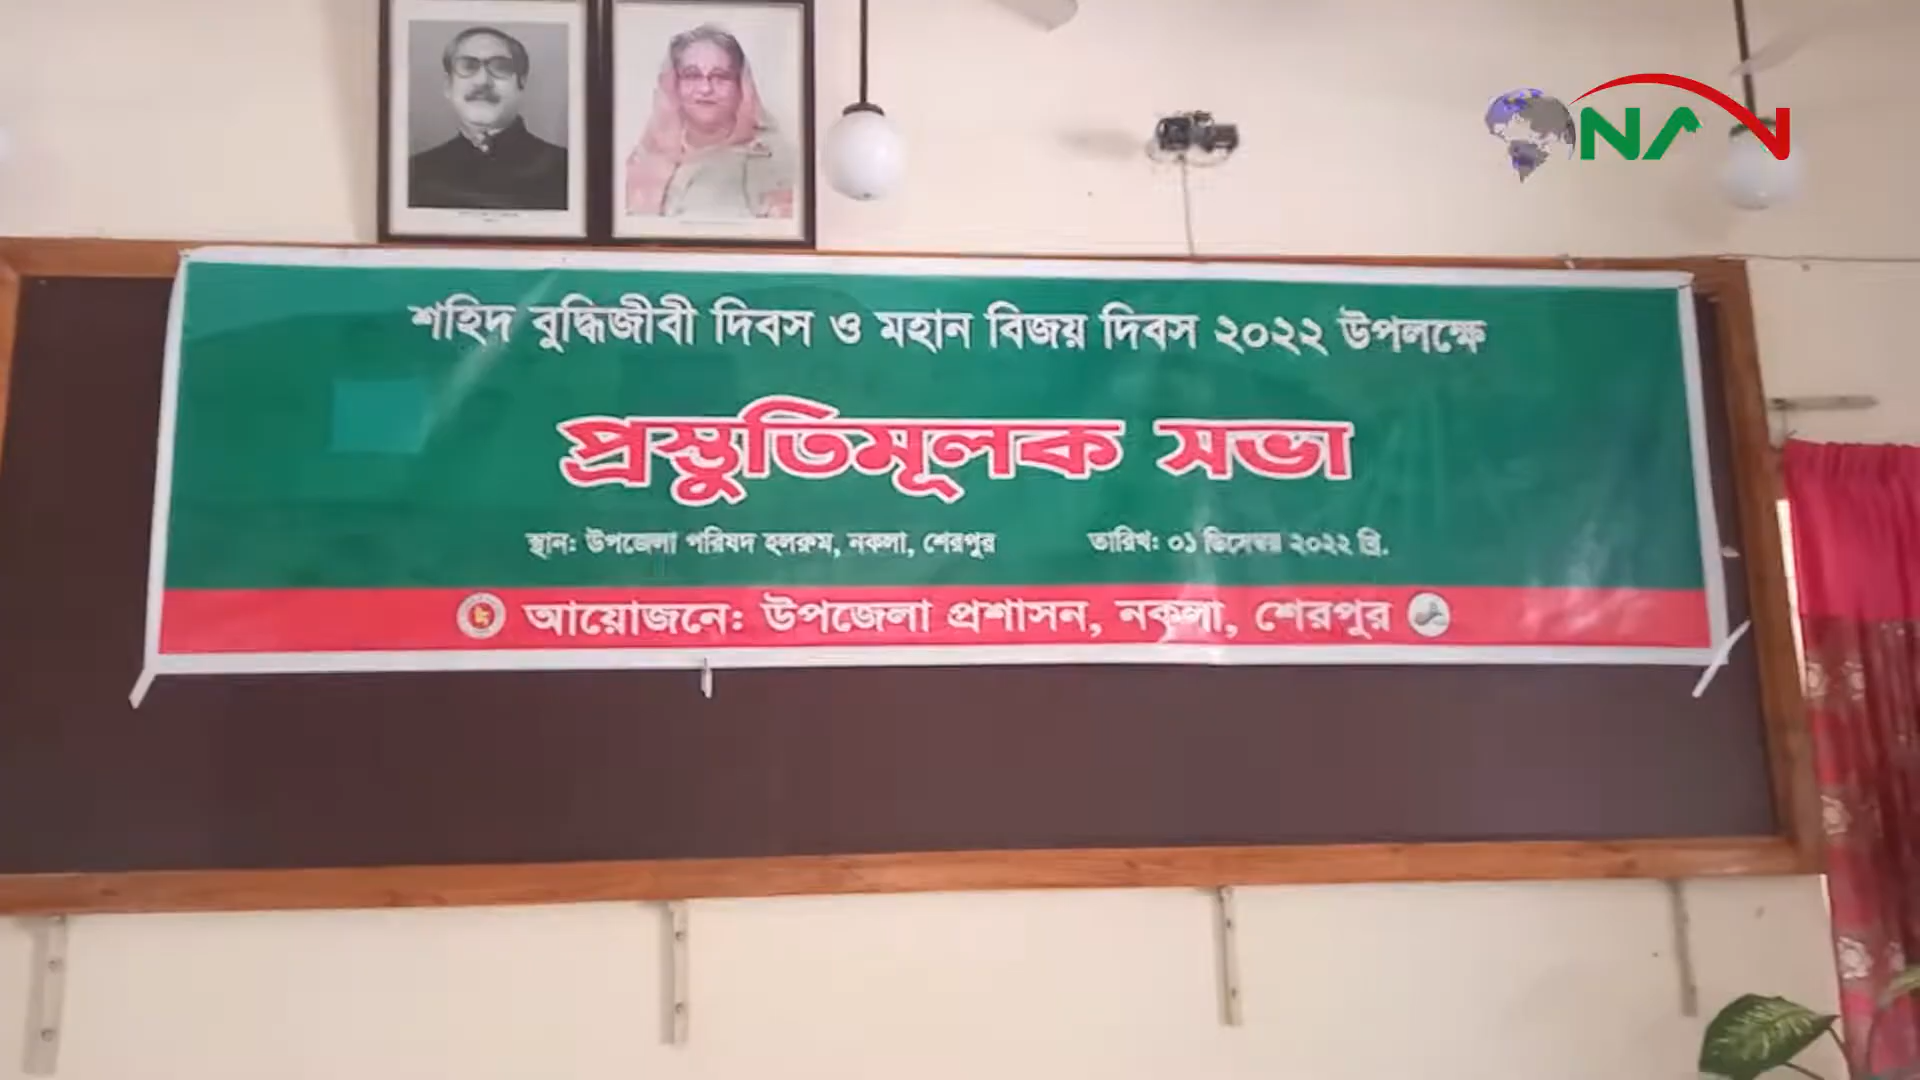 NAN
শহিদ বুদ্ধিজীবী দিবস ও মহান বিজয় দিবস ২০২২ উপলক্ষে
প্রস্তুতিমূলক সভা
স্থান: উপজেলা পরিষদ হলরুম, নকলা, শেরপুর তারিখ: ০১ ডিসেম্বর ২০২২ খ্রি.
আয়োজনে: উপজেলা প্রশাসন, নকলা, শেরপুর